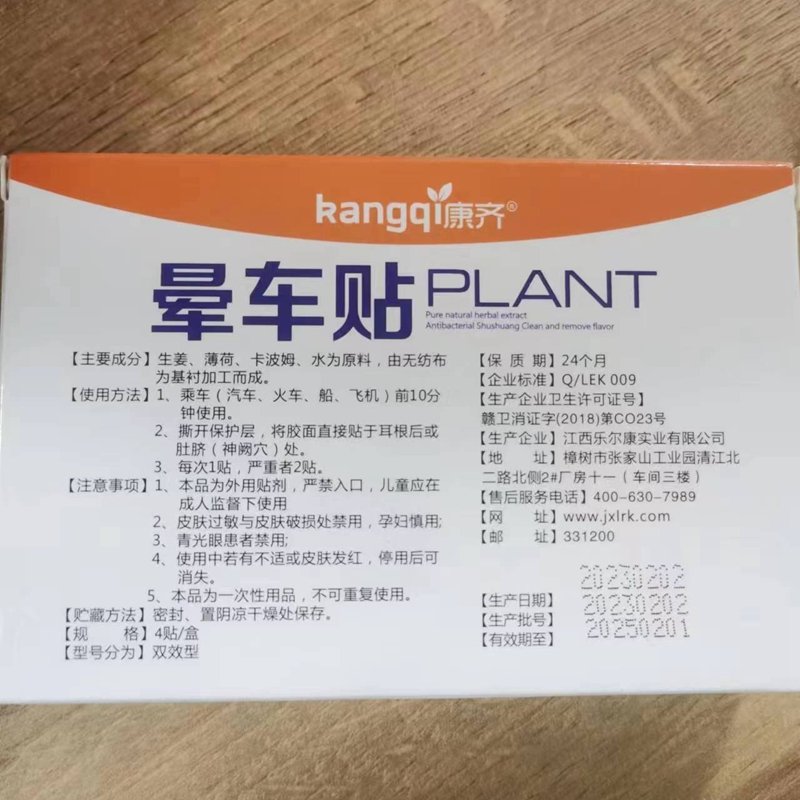 kangqi康齐®
晕车贴PLANT
Pure natural herbal extract
Antibacterial Shushuang Clean and remove flavor
【主要成分】生姜、薄荷、卡波姆、水为原料，由无纺布
为基衬加工而成。
【使用方法】1、乘车（汽车、火车、船、飞机）前10分
钟使用。
2、撕开保护层，将胶面直接贴于耳根后或
肚脐（神阙穴）处。
3、每次1贴，严重者2贴。
【注意事项】1、本品为外用贴剂，严禁入口，儿童应在
成人监督下使用
2、皮肤过敏与皮肤破损处禁用，孕妇慎用;
3、青光眼患者禁用;
4、使用中若有不适或皮肤发红，停用后可
消失。
5、本品为一次性用品，不可重复使用。
【贮藏方法】密封、置阴凉干燥处保存。
【规 格】4贴/盒
【型号分为】双效型
【保 质 期】24个月
【企业标准】Q/LEK 009
【生产企业卫生许可证号】
赣卫消证字(2018)第CO23号
【生产企业】江西乐尔康实业有限公司
【地 址】樟树市张家山工业园清江北
二路北侧2#厂房十一（车间三楼）
【售后服务电话】400-630-7989
【网 址】www.jxlrk.com
【邮 编】331200
【生产日期】20230202
【生产批号】20230202
【有效期至】20250201